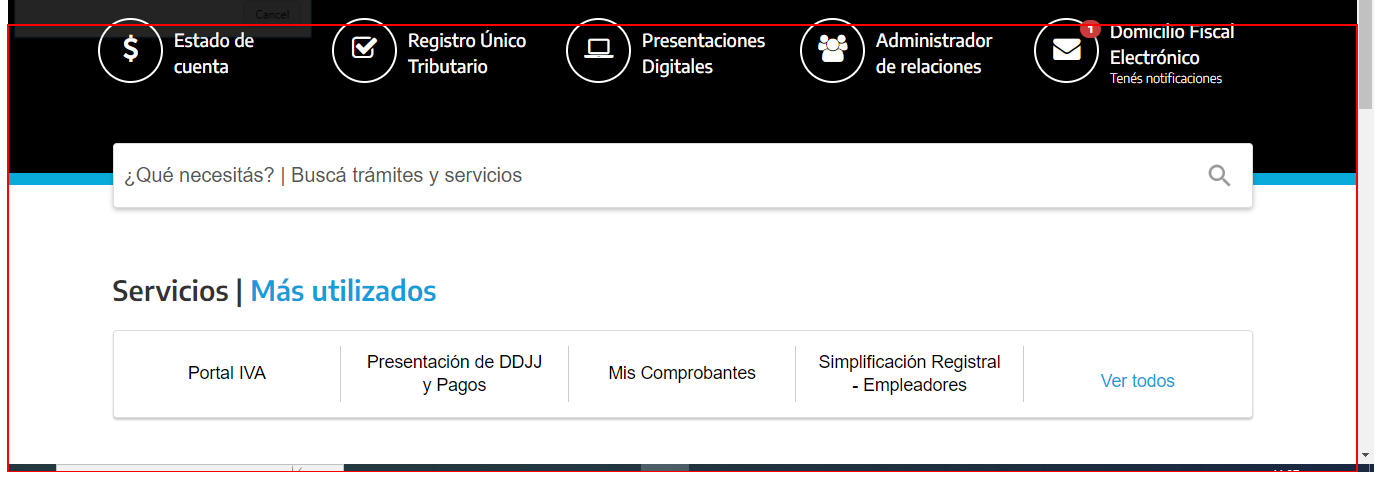 Cancel
Estado de
cuenta
Registro Único
Tributario
Presentaciones
Digitales
Administrador
de relaciones
1
Domicilio Fiscal
Electrónico
Tenés notificaciones
¿Qué necesitás? | Buscá trámites y servicios
Servicios | Más utilizados
Portal IVA
Presentación de DDJJ
y Pagos
Mis Comprobantes
Simplificación Registral
- Empleadores
Ver todos